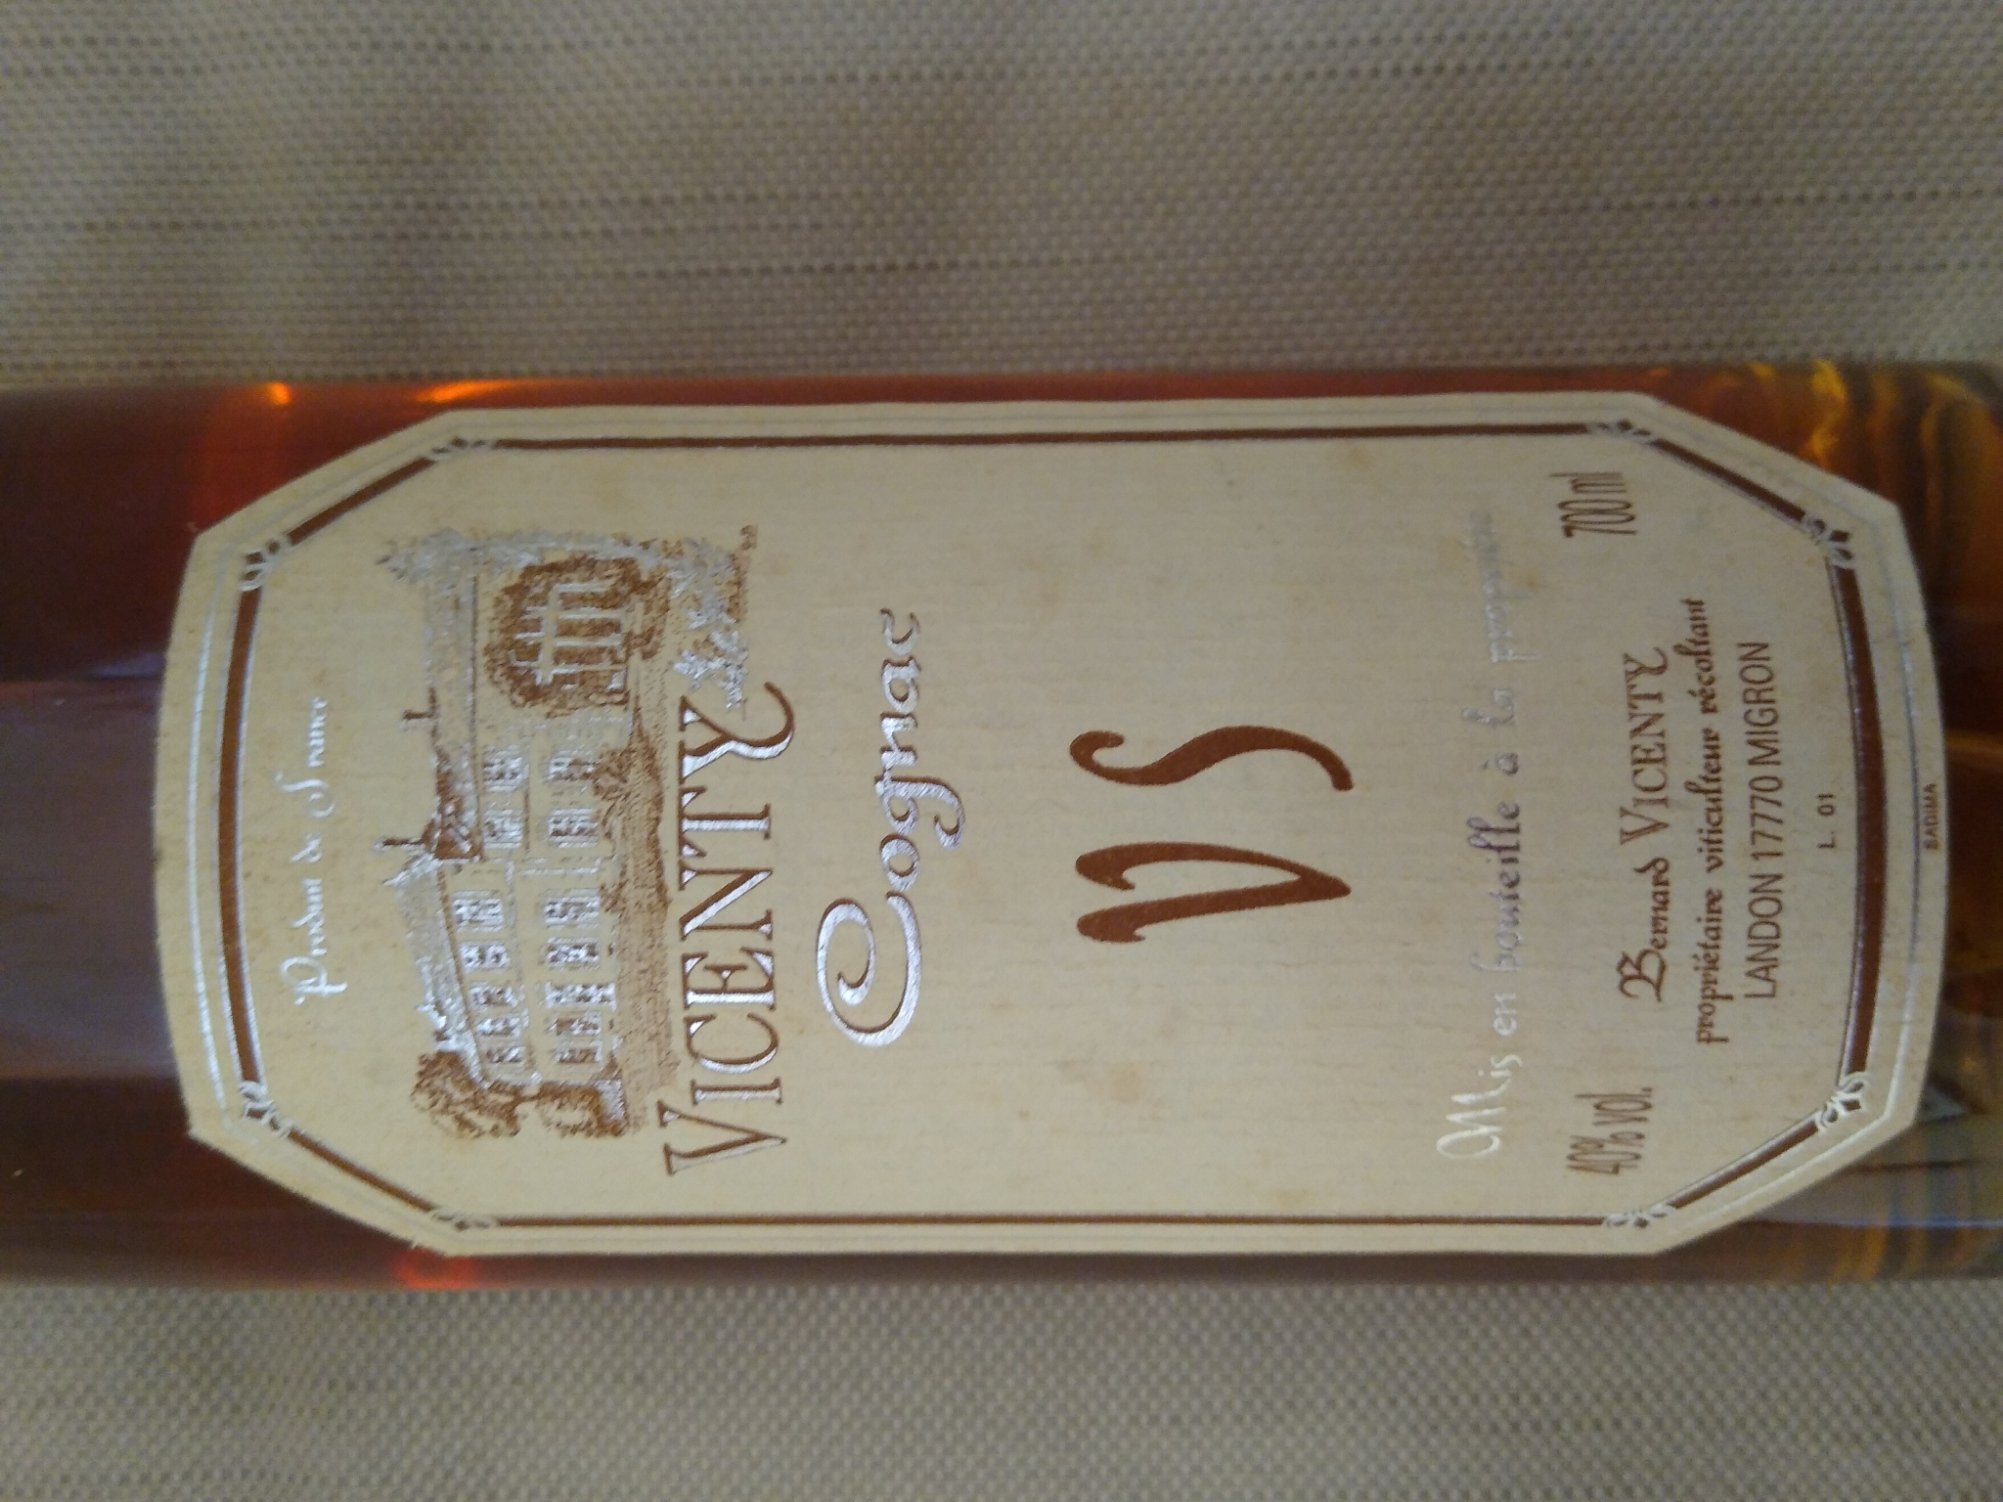 Produit de France
VICENTY
Cognac
VS
Mis en bouteille à la propriété
40% vol. 700 ml
Bernard VICENTY
propriétaire viticulteur récoltant
LANDON 17770 MIGRON
L. 01
BADIMA